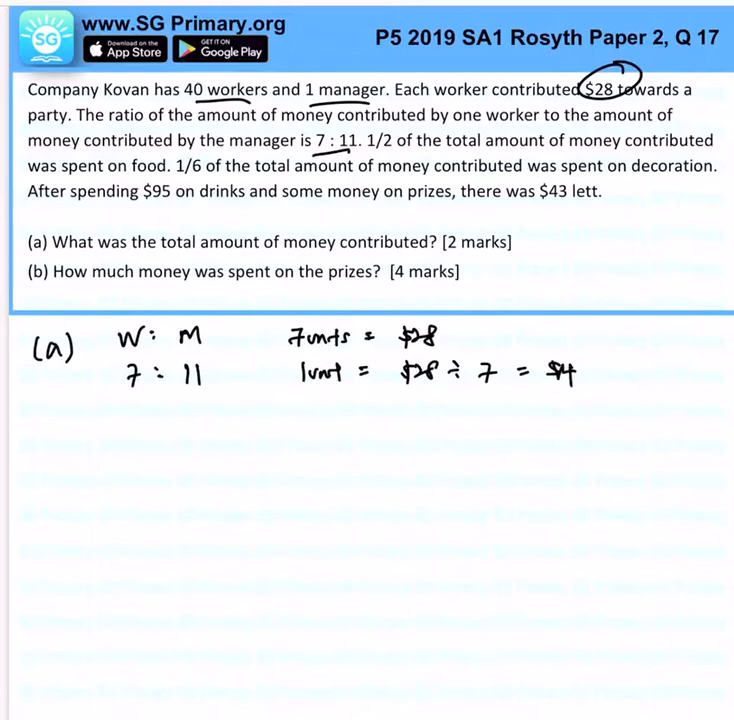 www.SG Primary.org
SG
Download on the
App Store
GET IT ON
Google Play
P5 2019 SA1 Rosyth Paper 2, Q 17
Company Kovan has 40 workers and 1 manager. Each worker contributed $28 towards a
party. The ratio of the amount of money contributed by one worker to the amount of
money contributed by the manager is 7 : 11. 1/2 of the total amount of money contributed
was spent on food. 1/6 of the total amount of money contributed was spent on decoration.
After spending $95 on drinks and some money on prizes, there was $43 lett.
(a) What was the total amount of money contributed? [2 marks]
(b) How much money was spent on the prizes? [4 marks]
(a) W : M 7 units = $28
7 : 11 1 unit = $28 ÷ 7 = $4